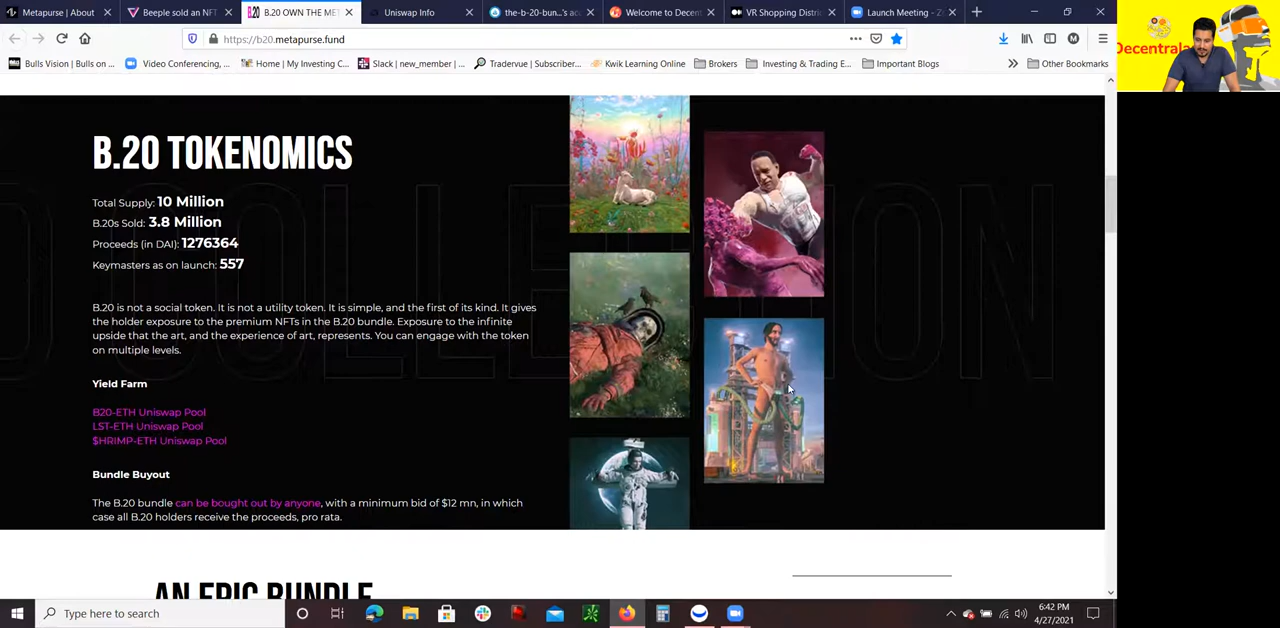 Metapurse | About
Beeple sold an NFT
B.20 OWN THE MET
Uniswap Info
the-b-20-bun...'s acc
Welcome to Decent
VR Shopping Distri
Launch Meeting - Z
https://b20.metapurse.fund
Bulls Vision | Bulls on ...
Video Conferencing, ...
Home | My Investing C...
Slack | new_member | ...
Tradervue | Subscriber...
Kwik Learning Online
Brokers
Investing & Trading E...
Important Blogs
Other Bookmarks
Decentrala
B.20 TOKENOMICS
Total Supply: 10 Million
B.20s Sold: 3.8 Million
Proceeds (in DAI): 1276364
Keymasters as on launch: 557
B.20 is not a social token. It is not a utility token. It is simple, and the first of its kind. It gives
the holder exposure to the premium NFTs in the B.20 bundle. Exposure to the infinite
upside that the art, and the experience of art, represents. You can engage with the token
on multiple levels.
Yield Farm
B20-ETH Uniswap Pool
LST-ETH Uniswap Pool
$HRIMP-ETH Uniswap Pool
Bundle Buyout
The B.20 bundle can be bought out by anyone, with a minimum bid of $12 mn, in which
case all B.20 holders receive the proceeds, pro rata.
AN EPIC BUNDLE
Type here to search
6:42 PM
4/27/2021